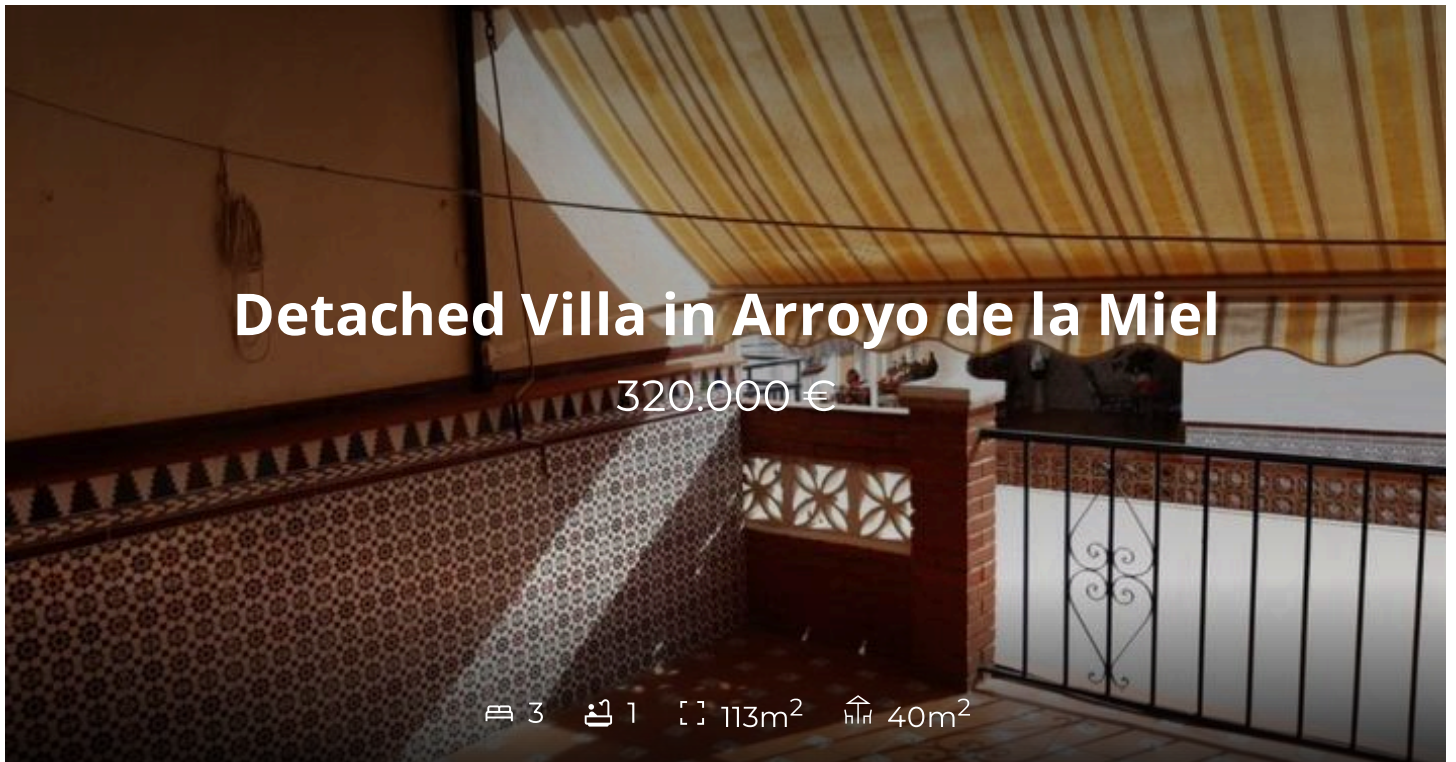 Detached Villa in Arroyo de la Miel
320.000 €
3 1 113m² 40m²